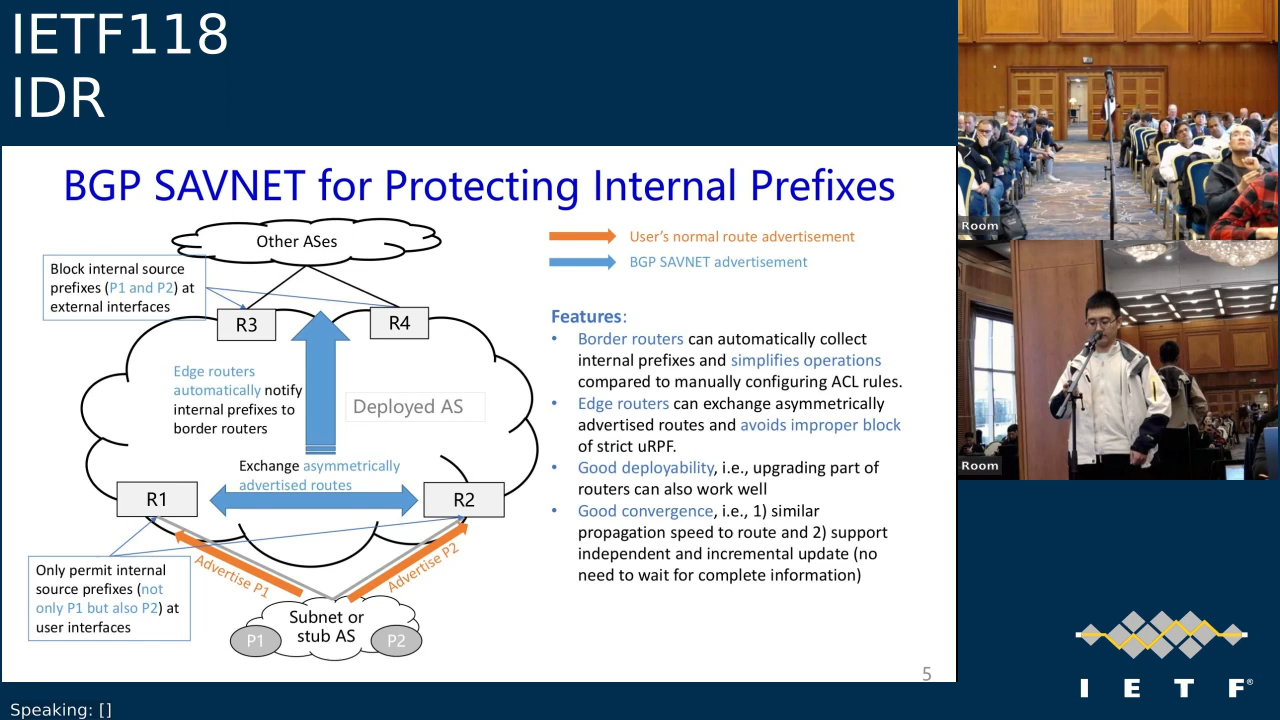 IETF118
IDR
BGP SAVNET for Protecting Internal Prefixes
Other ASes
User's normal route advertisement
BGP SAVNET advertisement
Block internal source
prefixes (P1 and P2) at
external interfaces
R3
R4
Edge routers
automatically notify
internal prefixes to
border routers
Deployed AS
Exchange asymmetrically
advertised routes
R1
R2
Advertise P1
Advertise P2
Only permit internal
source prefixes (not
only P1 but also P2) at
user interfaces
Subnet or
stub AS
P1
P2
Features:
• Border routers can automatically collect
internal prefixes and simplifies operations
compared to manually configuring ACL rules.
• Edge routers can exchange asymmetrically
advertised routes and avoids improper block
of strict uRPF.
• Good deployability, i.e., upgrading part of
routers can also work well
• Good convergence, i.e., 1) similar
propagation speed to route and 2) support
independent and incremental update (no
need to wait for complete information)
5
Room
Room
I E T F®
Speaking: []